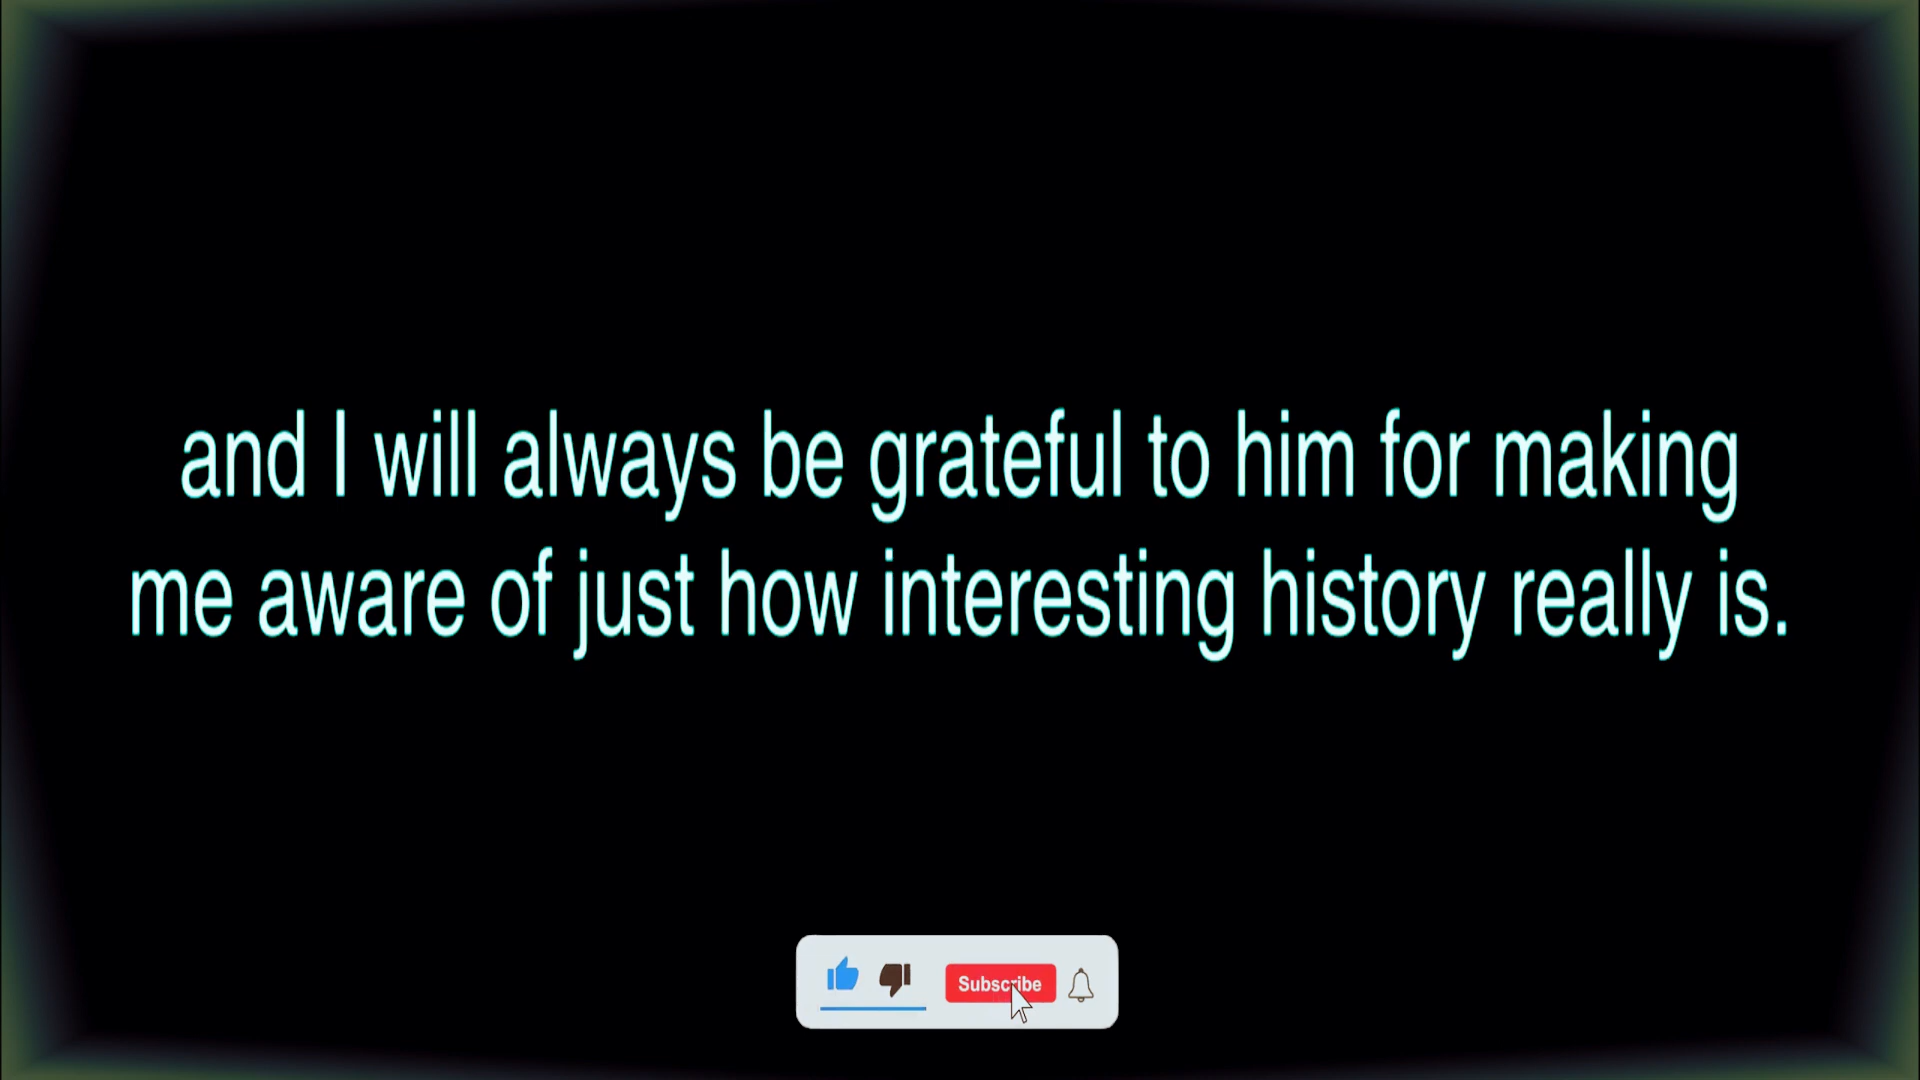 and I will always be grateful to him for making
me aware of just how interesting history really is.
Subscribe